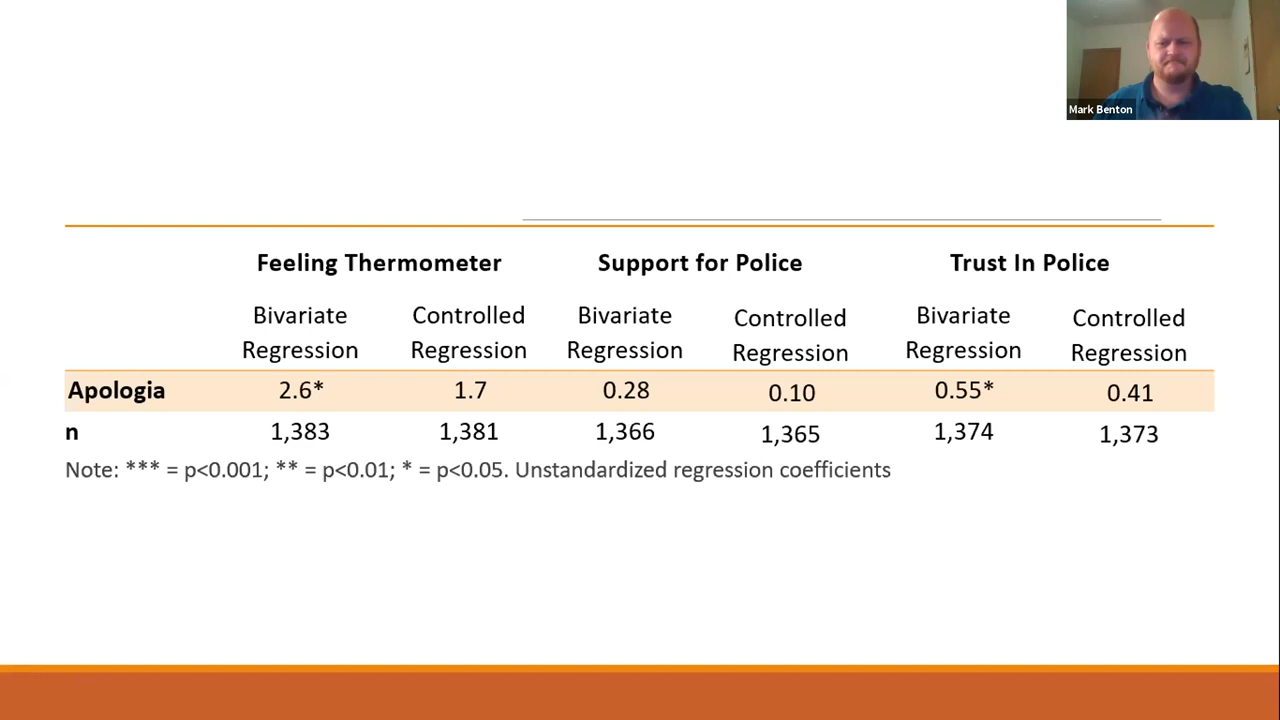 Mark Benton
Feeling Thermometer Support for Police Trust In Police
Bivariate Regression Controlled Regression Bivariate Regression Controlled Regression Bivariate Regression Controlled Regression
Apologia 2.6* 1.7 0.28 0.10 0.55* 0.41
n 1,383 1,381 1,366 1,365 1,374 1,373
Note: *** = p<0.001; ** = p<0.01; * = p<0.05. Unstandardized regression coefficients